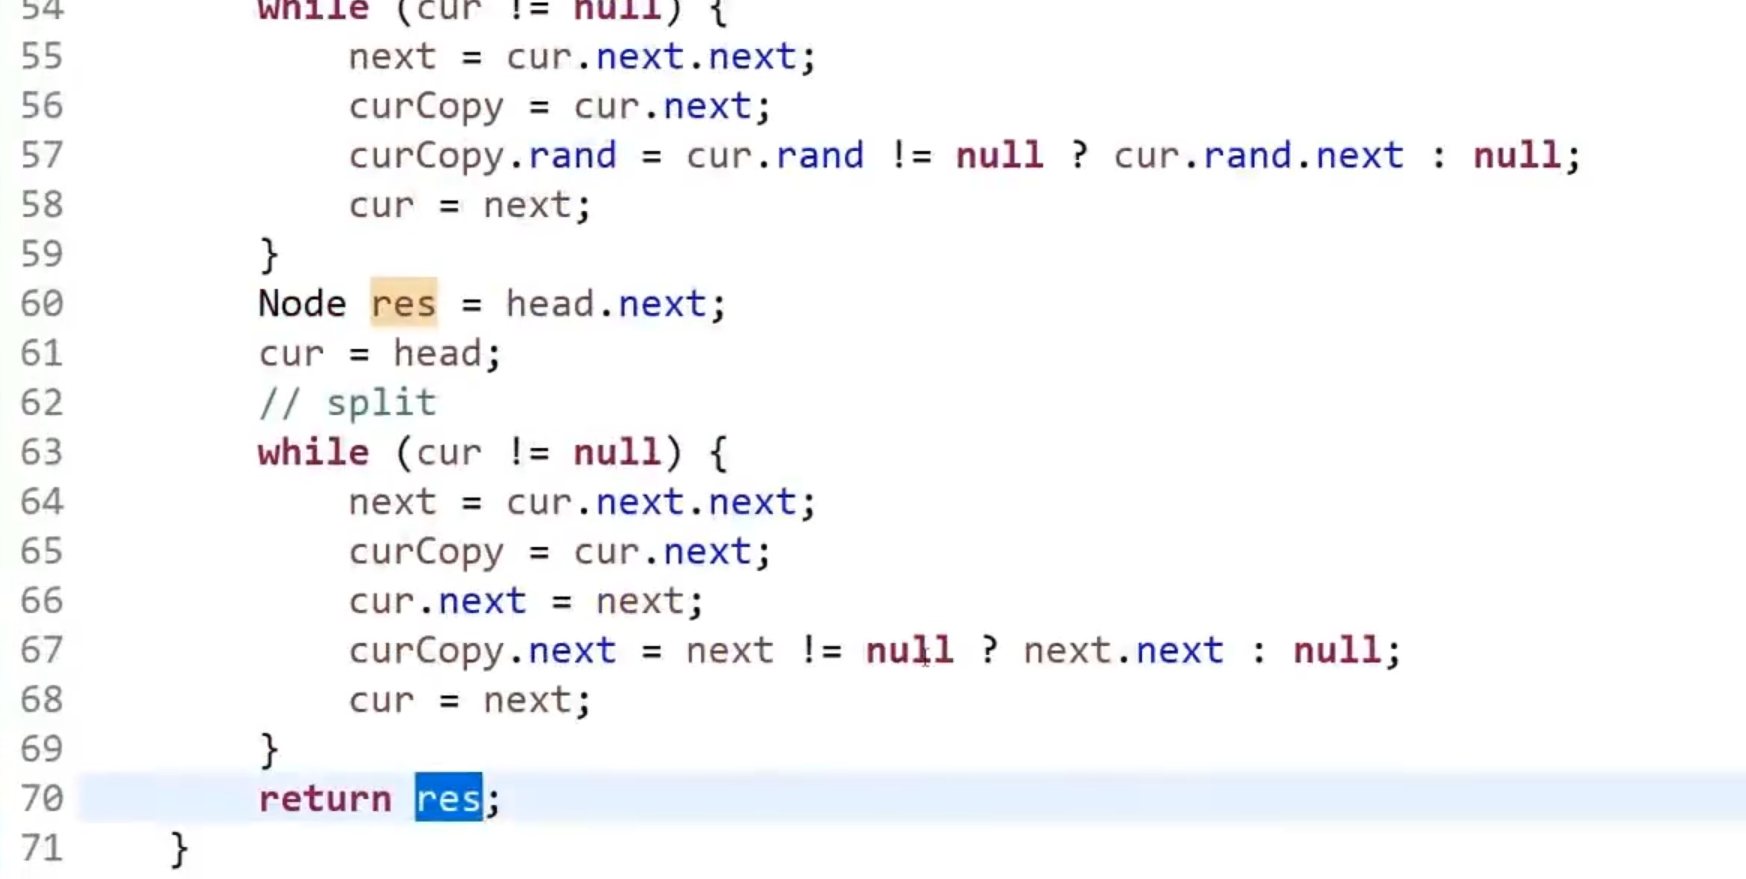 54 while (cur != null) {
55 next = cur.next.next;
56 curCopy = cur.next;
57 curCopy.rand = cur.rand != null ? cur.rand.next : null;
58 cur = next;
59 }
60 Node res = head.next;
61 cur = head;
62 // split
63 while (cur != null) {
64 next = cur.next.next;
65 curCopy = cur.next;
66 cur.next = next;
67 curCopy.next = next != null ? next.next : null;
68 cur = next;
69 }
70 return res;
71 }